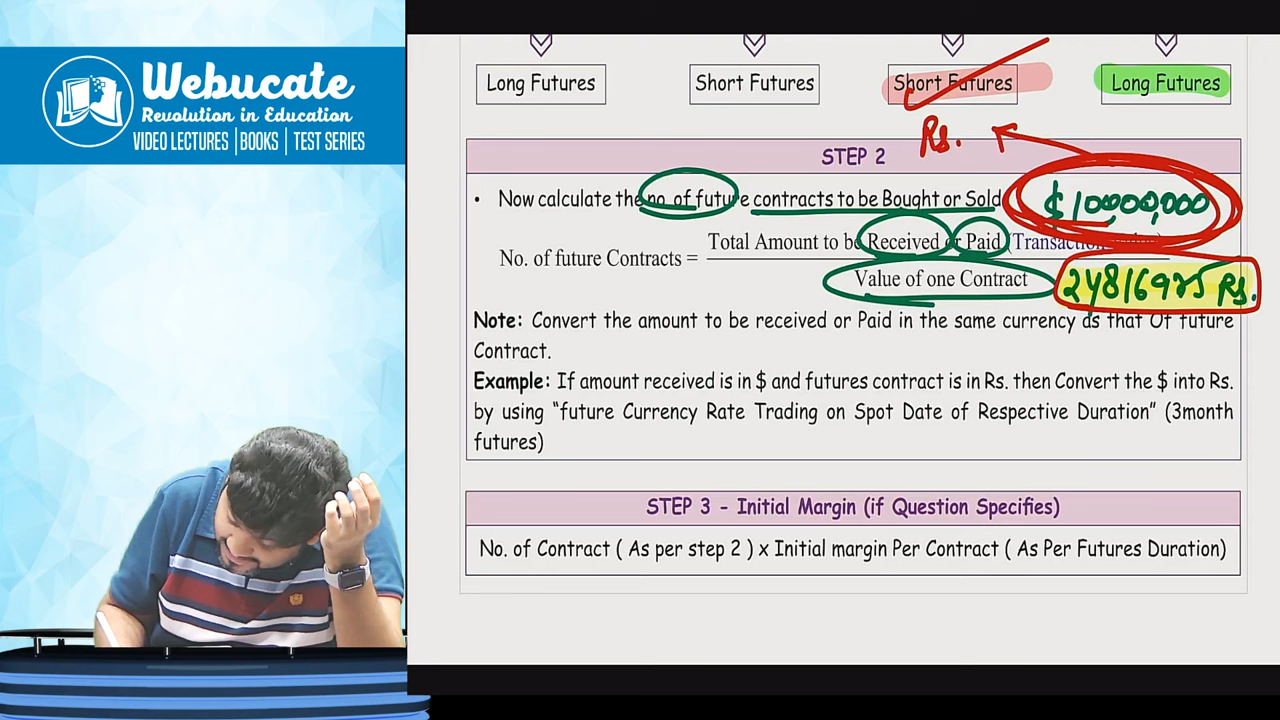 Webucate
Revolution in Education
VIDEO LECTURES | BOOKS | TEST SERIES
Long Futures
Short Futures
Short Futures
Long Futures
Rs.
STEP 2
• Now calculate the no. of future contracts to be Bought or Sold
$10,000,000
No. of future Contracts = Total Amount to be Received or Paid (Transaction
Value of one Contract
Rs.
Note: Convert the amount to be received or Paid in the same currency as that Of future
Contract.
Example: If amount received is in $ and futures contract is in Rs. then Convert the $ into Rs.
by using "future Currency Rate Trading on Spot Date of Respective Duration" (3month
futures)
STEP 3 - Initial Margin (if Question Specifies)
No. of Contract ( As per step 2 ) x Initial margin Per Contract ( As Per Futures Duration)